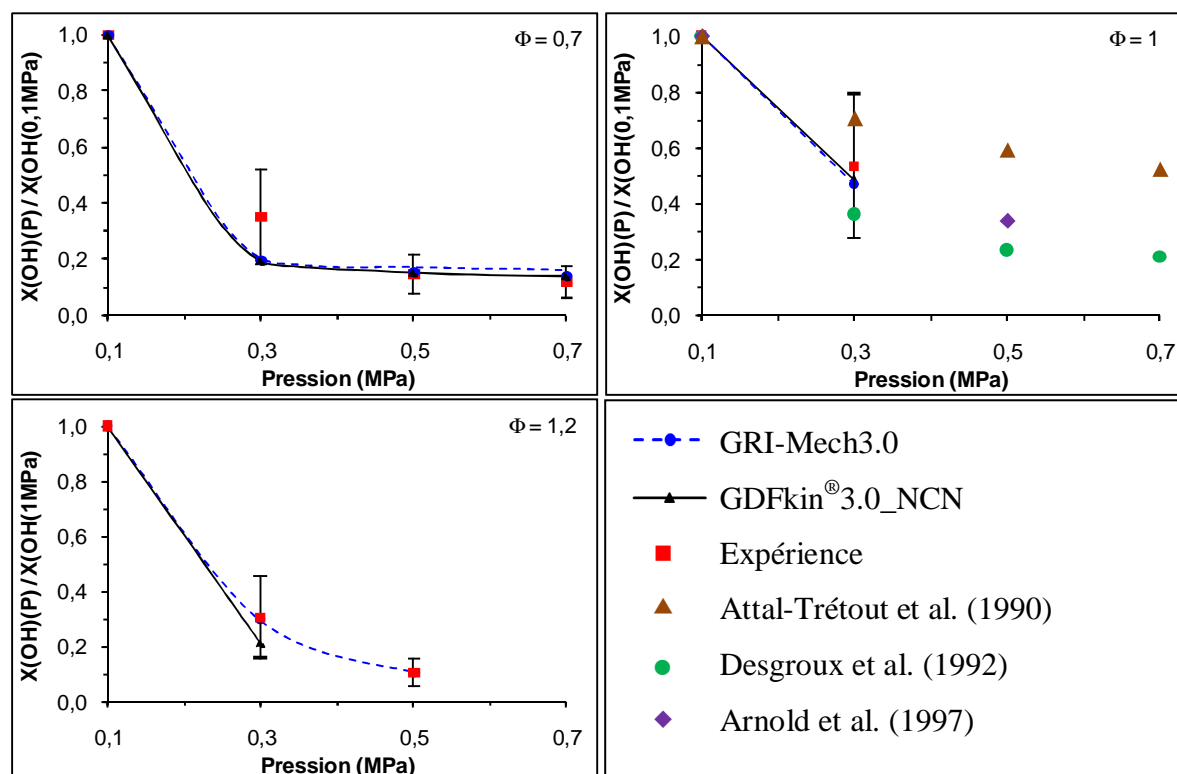 Φ = 0,7
X(OH)(P) / X(OH(0,1MPa)
1,0
0,8
0,6
0,4
0,2
0,0
0,1
0,3
0,5
0,7
Pression (MPa)
Φ = 1
X(OH)(P) / X(OH(0,1MPa)
1,0
0,8
0,6
0,4
0,2
0,0
0,1
0,3
0,5
0,7
Pression (MPa)
Φ = 1,2
X(OH)(P) / X(OH(1MPa)
1,0
0,8
0,6
0,4
0,2
0,0
0,1
0,3
0,5
0,7
Pression (MPa)
GRI-Mech3.0
GDFkin®3.0_NCN
Expérience
Attal-Trétout et al. (1990)
Desgroux et al. (1992)
Arnold et al. (1997)